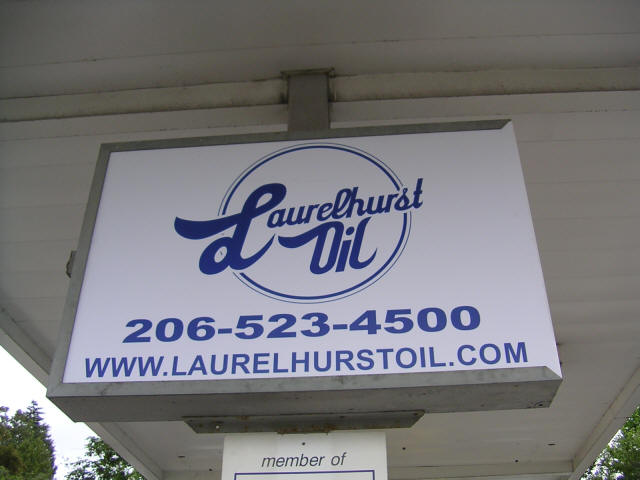 Laurelhurst
Oil
206-523-4500
WWW.LAURELHURSTOIL.COM
member of